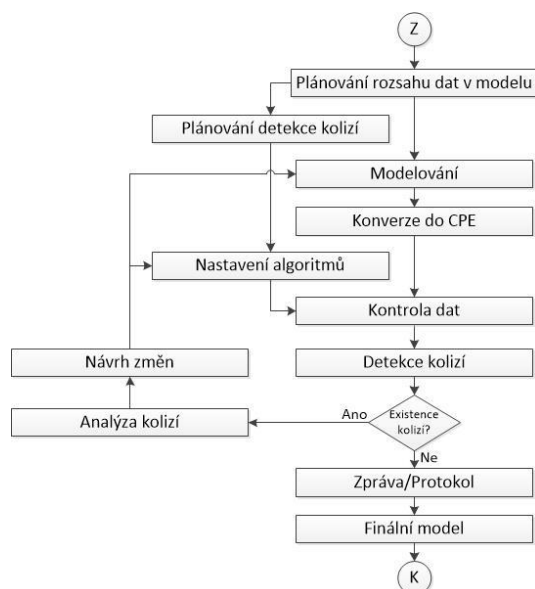 Z
Plánování rozsahu dat v modelu
Plánování detekce kolizí
Modelování
Konverze do CPE
Nastavení algoritmů
Kontrola dat
Návrh změn
Detekce kolizí
Analýza kolizí
Ano
Existence
kolizí?
Ne
Zpráva/Protokol
Finální model
K